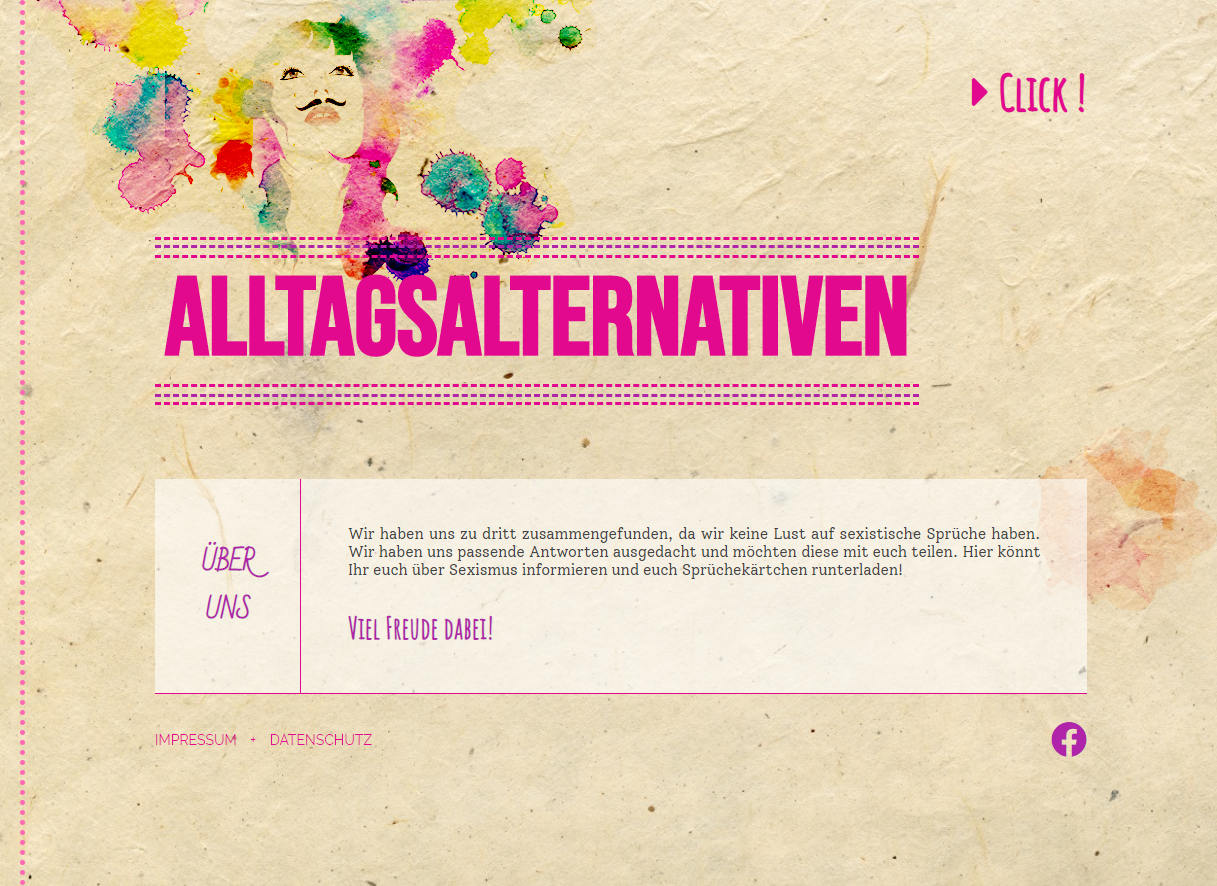 Click !
ALLTAGSALTERNATIVEN
ÜBER
UNS
Wir haben uns zu dritt zusammengefunden, da wir keine Lust auf sexistische Sprüche haben.
Wir haben uns passende Antworten ausgedacht und möchten diese mit euch teilen. Hier könnt
Ihr euch über Sexismus informieren und euch Sprüchekärtchen runterladen!
Viel Freude dabei!
IMPRESSUM + DATENSCHUTZ